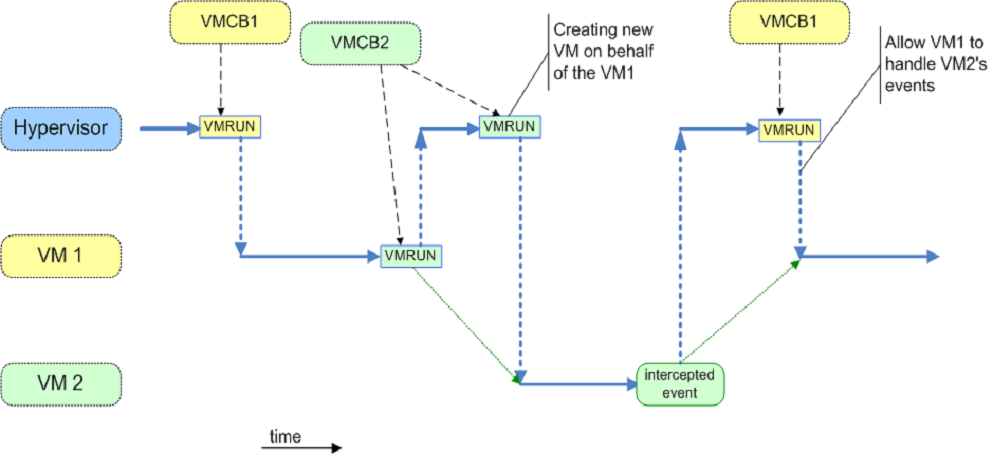 VMCB1
VMCB2
Creating new
VM on behalf
of the VM1
VMCB1
Allow VM1 to
handle VM2's
events
Hypervisor
VMRUN
VMRUN
VMRUN
VM 1
VMRUN
VM 2
intercepted
event
time